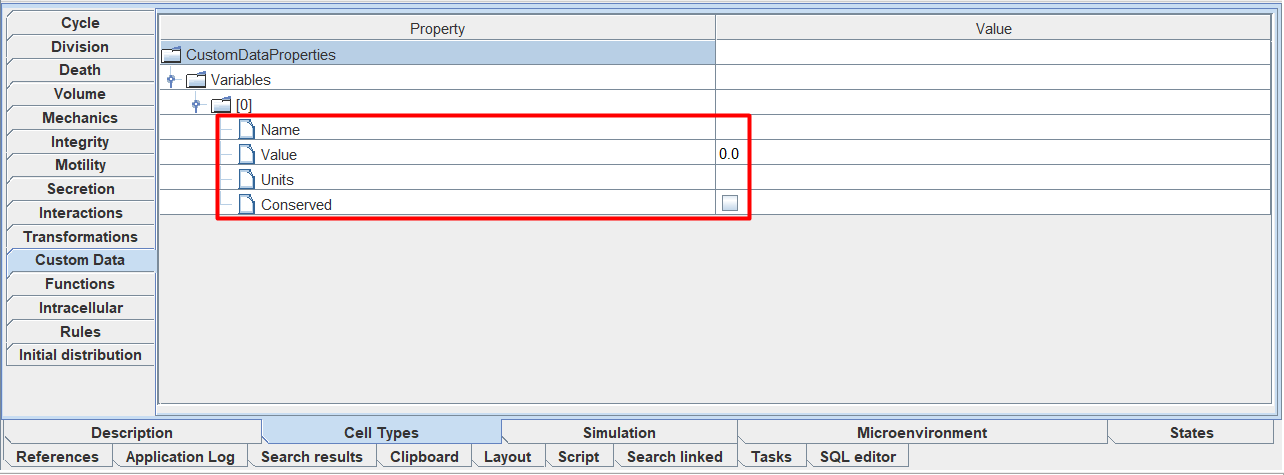 Cycle
Division
Death
Volume
Mechanics
Integrity
Motility
Secretion
Interactions
Transformations
Custom Data
Functions
Intracellular
Rules
Initial distribution
Property Value
CustomDataProperties
Variables
[0]
Name
Value 0.0
Units
Conserved
Description Cell Types Simulation Microenvironment States
References Application Log Search results Clipboard Layout Script Search linked Tasks SQL editor